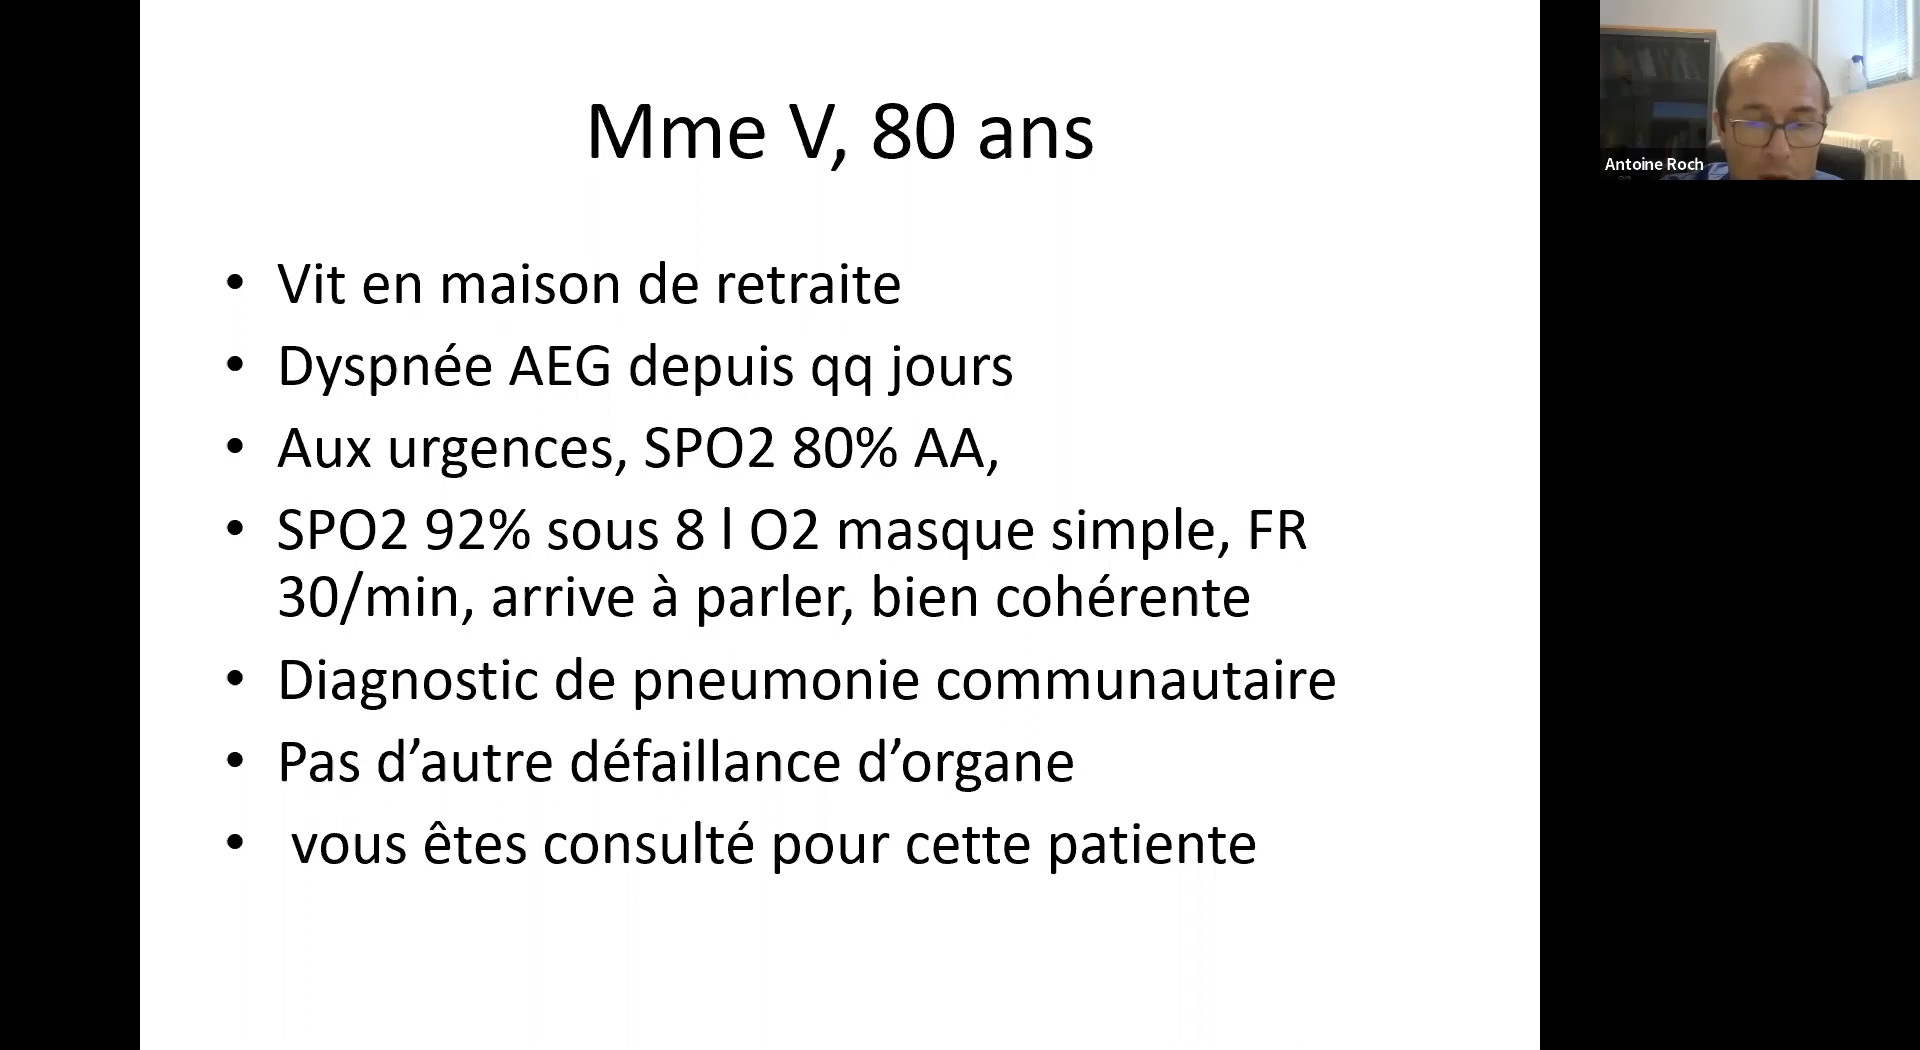 Mme V, 80 ans
• Vit en maison de retraite
• Dyspnée AEG depuis qq jours
• Aux urgences, SPO2 80% AA,
• SPO2 92% sous 8 l O2 masque simple, FR
30/min, arrive à parler, bien cohérente
• Diagnostic de pneumonie communautaire
• Pas d’autre défaillance d’organe
• vous êtes consulté pour cette patiente
Antoine Roch